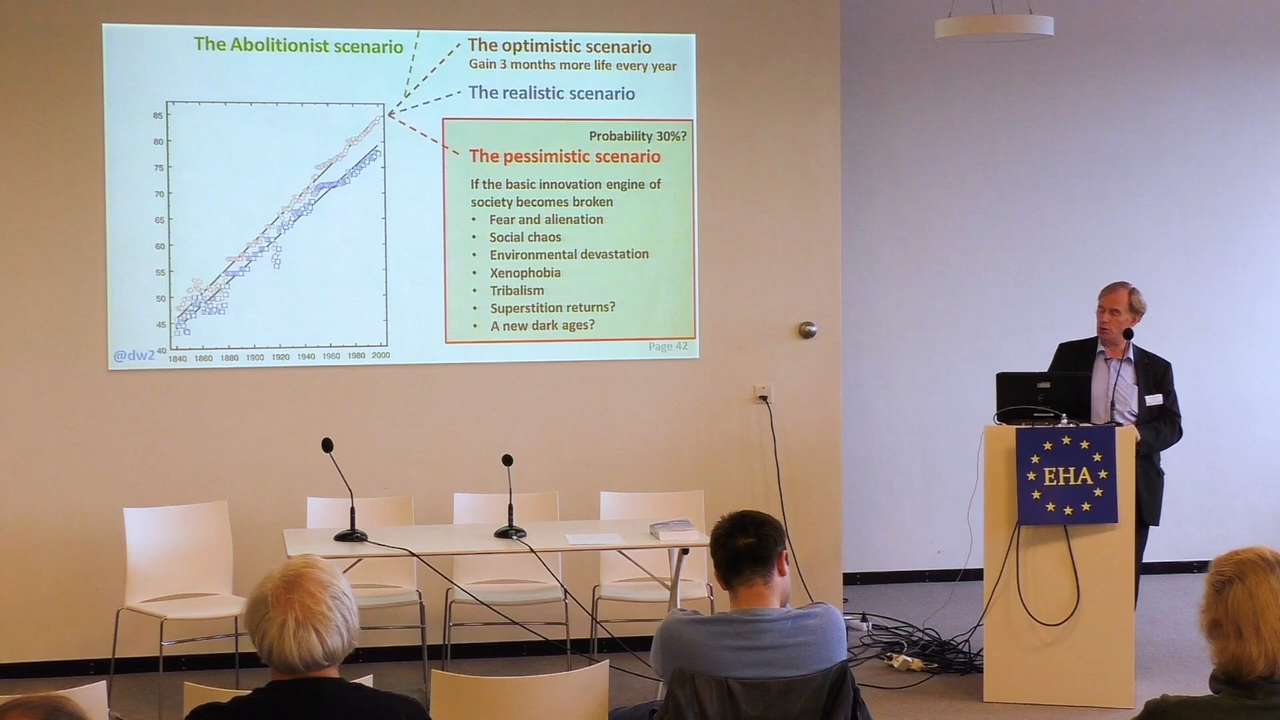 The Abolitionist scenario
The optimistic scenario
Gain 3 months more life every year
The realistic scenario
Probability 30%?
The pessimistic scenario
If the basic innovation engine of
society becomes broken
• Fear and alienation
• Social chaos
• Environmental devastation
• Xenophobia
• Tribalism
• Superstition returns?
• A new dark ages?
Page 42
85
80
75
70
65
60
55
50
45
40
1840 1860 1880 1900 1920 1940 1960 1980 2000
@dw2
EHA